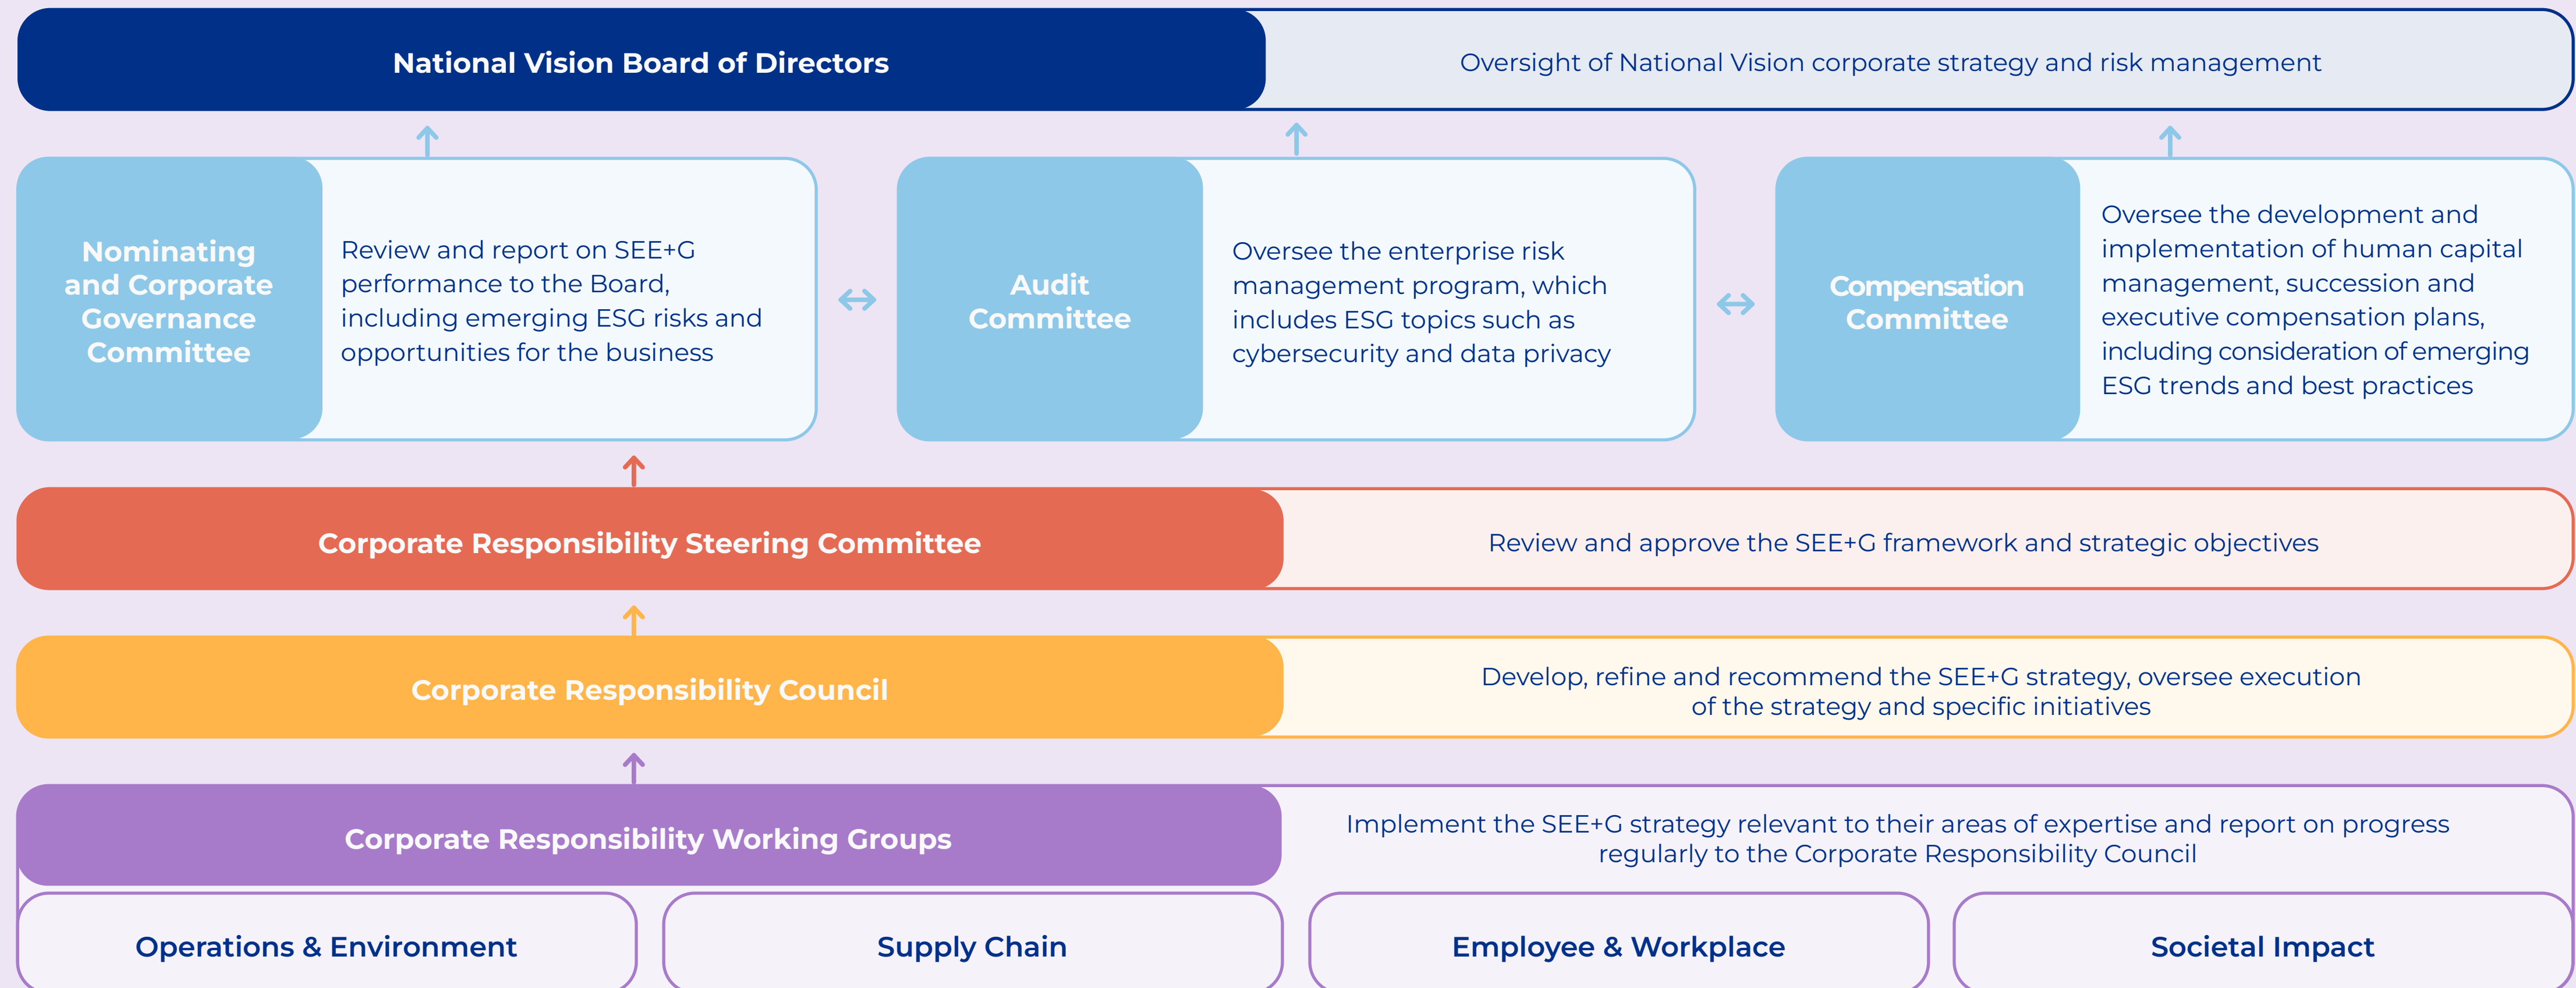 National Vision Board of Directors
Oversight of National Vision corporate strategy and risk management
Nominating
and Corporate
Governance
Committee
Review and report on SEE+G
performance to the Board,
including emerging ESG risks and
opportunities for the business
Audit
Committee
Oversee the enterprise risk
management program, which
includes ESG topics such as
cybersecurity and data privacy
Compensation
Committee
Oversee the development and
implementation of human capital
management, succession and
executive compensation plans,
including consideration of emerging
ESG trends and best practices
Corporate Responsibility Steering Committee
Review and approve the SEE+G framework and strategic objectives
Corporate Responsibility Council
Develop, refine and recommend the SEE+G strategy, oversee execution
of the strategy and specific initiatives
Corporate Responsibility Working Groups
Implement the SEE+G strategy relevant to their areas of expertise and report on progress
regularly to the Corporate Responsibility Council
Operations & Environment
Supply Chain
Employee & Workplace
Societal Impact